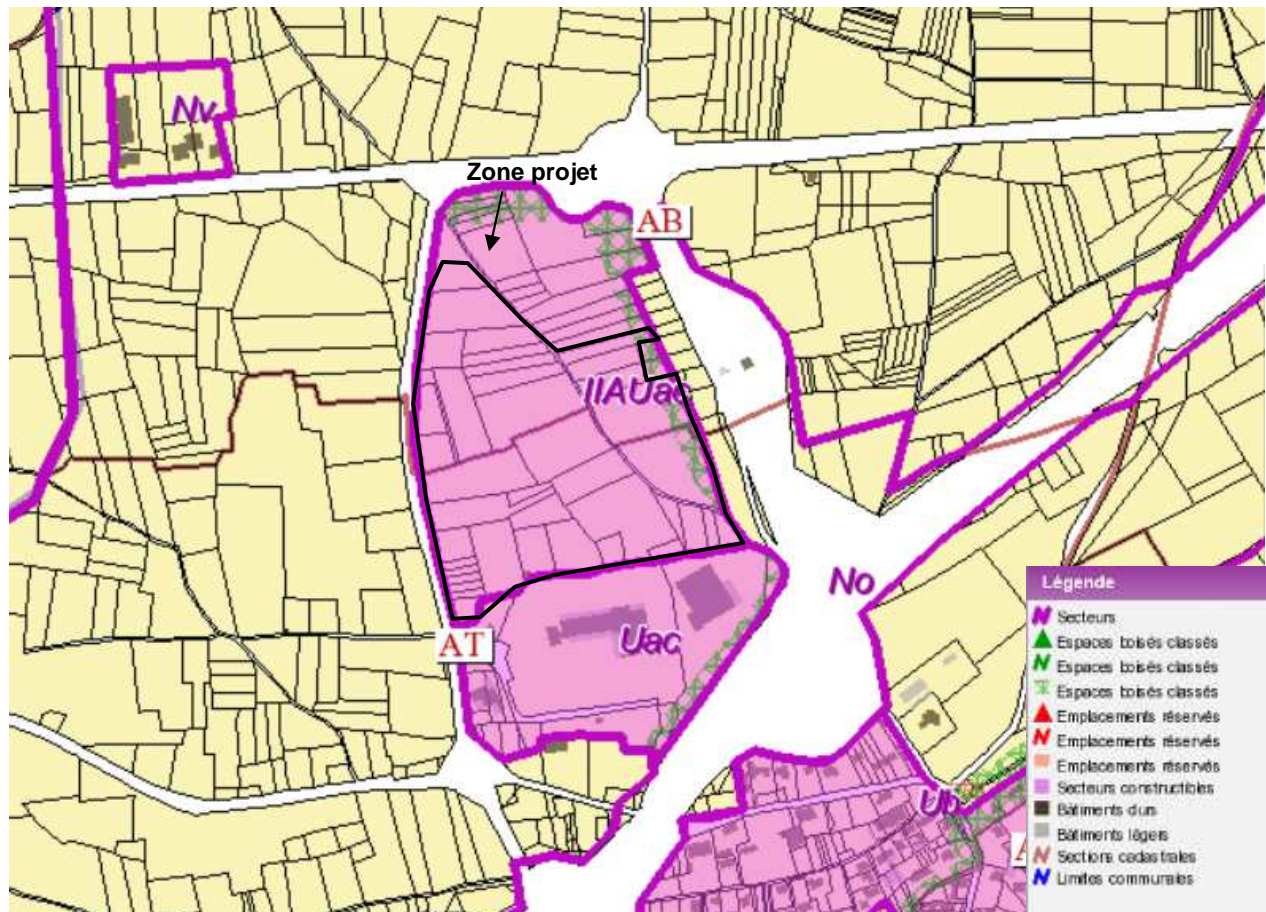 Nv
Zone projet
AB
IIAUac
No
AT
Uac
Ub
Légende
Secteurs
Espaces boisés classés
Espaces boisés classés
Espaces boisés classés
Emplacements réservés
Emplacements réservés
Emplacements réservés
Secteurs constructibles
Bâtiments durs
Bâtiments légers
Sections cadastrales
Limites communales
A